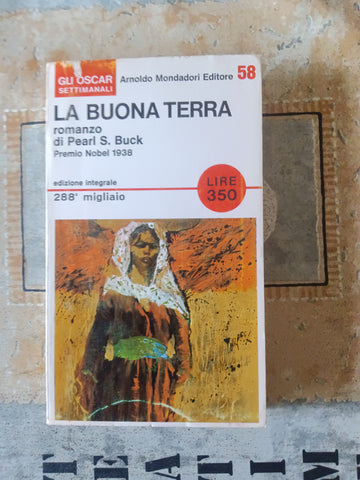 GLI OSCAR
SETTIMANALI
Arnoldo Mondadori Editore 58
LA BUONA TERRA
romanzo
di Pearl S. Buck
Premio Nobel 1938
edizione integrale
288° migliaio
LIRE
350